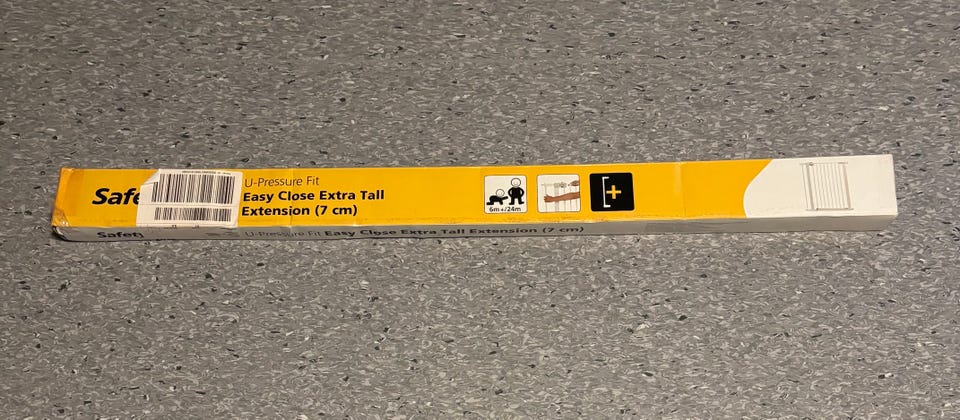 Safe
U-Pressure Fit
Easy Close Extra Tall
Extension (7 cm)
6m+/24m
Safety
U-Pressure Fit Easy Close Extra Tall Extension (7 cm)